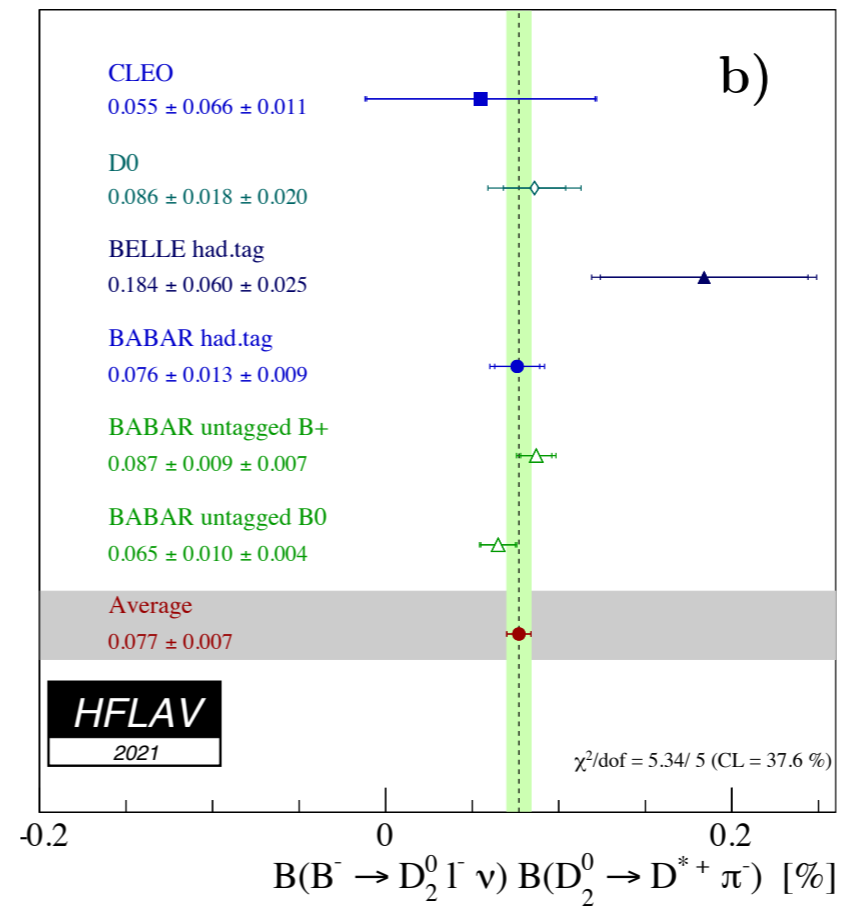 b)
CLEO
0.055 ± 0.066 ± 0.011
D0
0.086 ± 0.018 ± 0.020
BELLE had.tag
0.184 ± 0.060 ± 0.025
BABAR had.tag
0.076 ± 0.013 ± 0.009
BABAR untagged B+
0.087 ± 0.009 ± 0.007
BABAR untagged B0
0.065 ± 0.010 ± 0.004
Average
0.077 ± 0.007
HFLAV
2021
χ²/dof = 5.34/ 5 (CL = 37.6 %)
-0.2 0 0.2
B(B⁻ → D₂⁰ l⁻ ν) B(D₂⁰ → D*⁺ π⁻) [%]